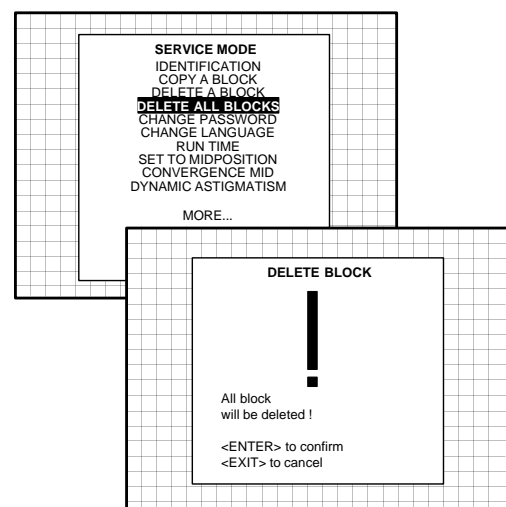 SERVICE MODE
IDENTIFICATION
COPY A BLOCK
DELETE A BLOCK
DELETE ALL BLOCKS
CHANGE PASSWORD
CHANGE LANGUAGE
RUN TIME
SET TO MIDPOSITION
CONVERGENCE MID
DYNAMIC ASTIGMATISM
MORE...
DELETE BLOCK
!
All block
will be deleted !
<ENTER> to confirm
<EXIT> to cancel